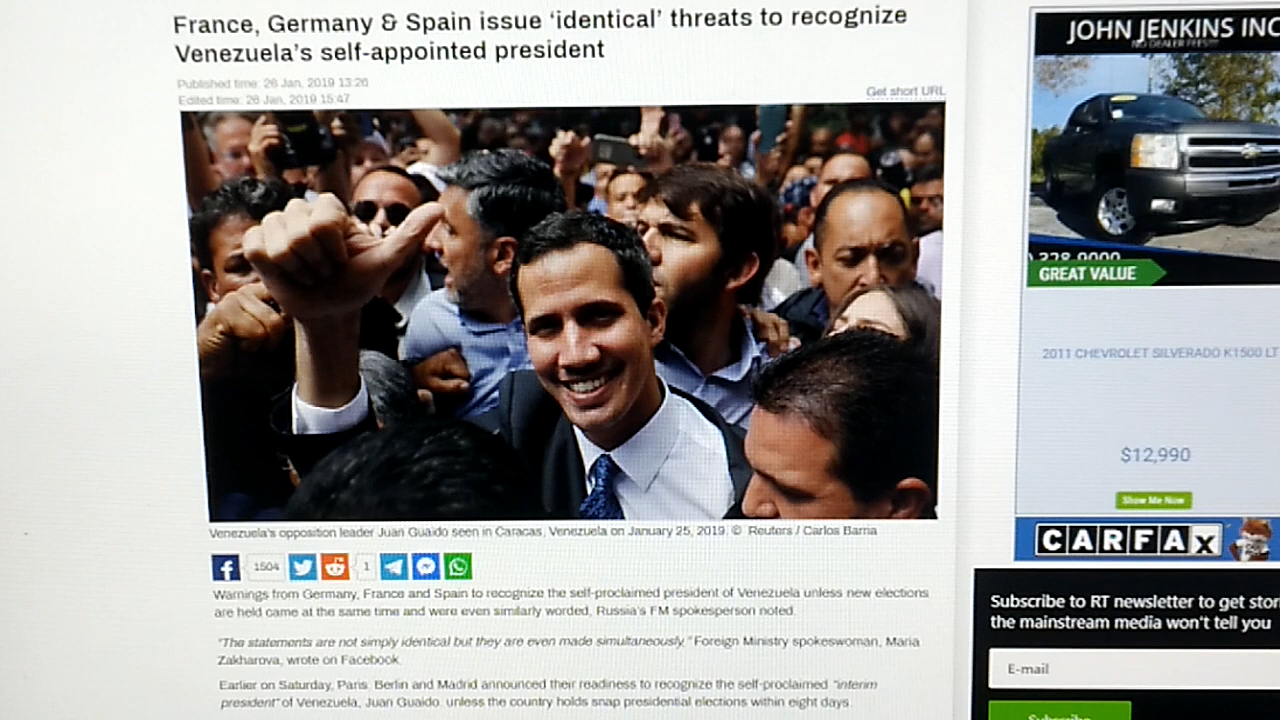 France, Germany & Spain issue ‘identical’ threats to recognize
Venezuela’s self-appointed president
Published time: 26 Jan, 2019 13:26
Edited time: 26 Jan, 2019 15:47
Get short URL
Venezuela's opposition leader Juan Guaido seen in Caracas, Venezuela on January 25, 2019. © Reuters / Carlos Barria
1504
1
Warnings from Germany, France and Spain to recognize the self-proclaimed president of Venezuela unless new elections
are held came at the same time and were even similarly worded, Russia's FM spokesperson noted.
"The statements are not simply identical but they are even made simultaneously," Foreign Ministry spokeswoman, Maria
Zakharova, wrote on Facebook.
Earlier on Saturday, Paris, Berlin and Madrid announced their readiness to recognize the self-proclaimed "interim
president" of Venezuela, Juan Guaido, unless the country holds snap presidential elections within eight days.
JOHN JENKINS INC
NO DEALER FEES!!!
328-9000
GREAT VALUE
2011 CHEVROLET SILVERADO K1500 LT
$12,990
Show Me Now
CARFAX
Subscribe to RT newsletter to get stor
the mainstream media won't tell you
E-mail
Subscribe